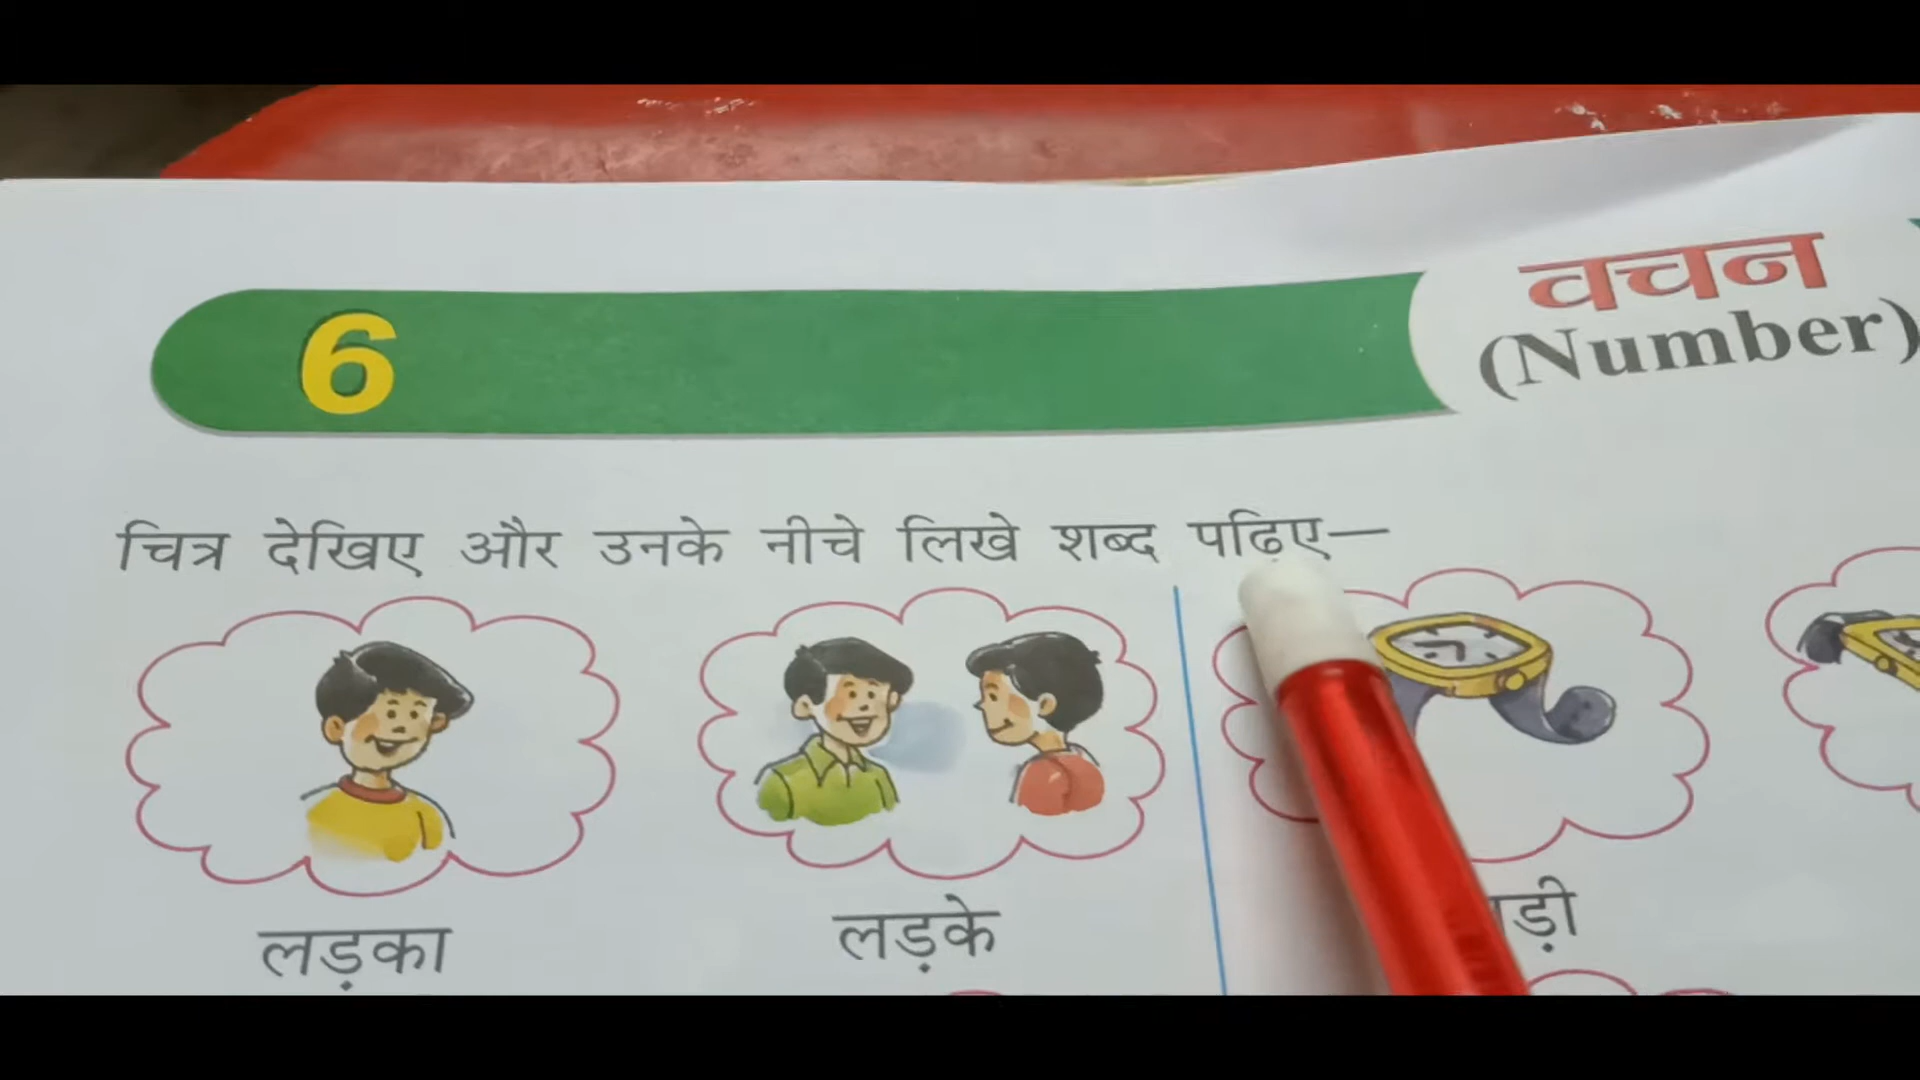 6
वचन
(Number)
चित्र देखिए और उनके नीचे लिखे शब्द पढ़िए—
लड़का लड़के